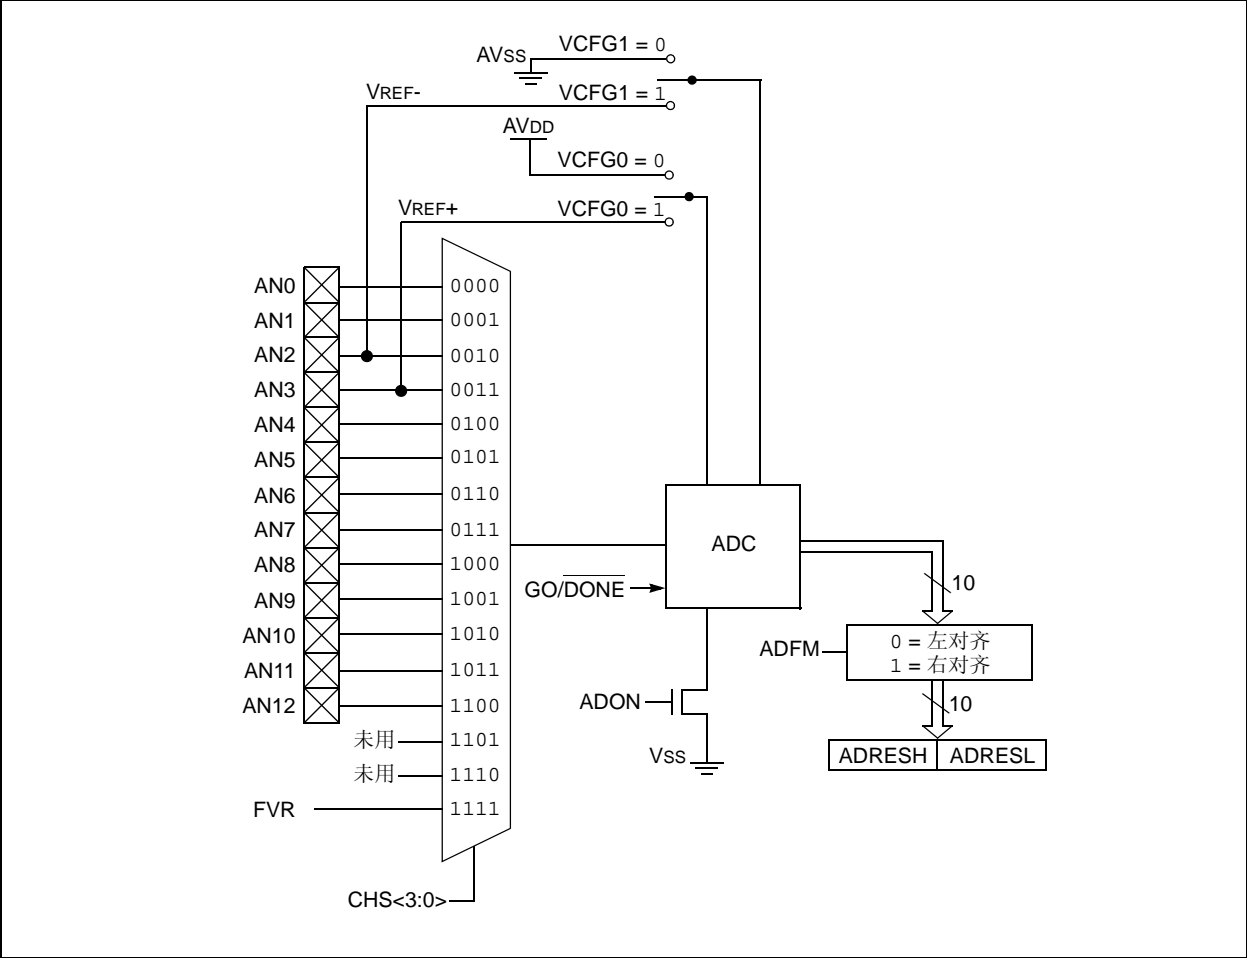 AVSS
VCFG1 = 0
VREF-
VCFG1 = 1
AVDD
VCFG0 = 0
VREF+
VCFG0 = 1
AN0
0000
AN1
0001
AN2
0010
AN3
0011
AN4
0100
AN5
0101
AN6
0110
AN7
0111
AN8
1000
AN9
1001
AN10
1010
AN11
1011
AN12
1100
未用
1101
未用
1110
FVR
1111
CHS<3:0>
ADC
GO/DONE
10
ADFM
0 = 左对齐
1 = 右对齐
ADON
10
VSS
ADRESH
ADRESL